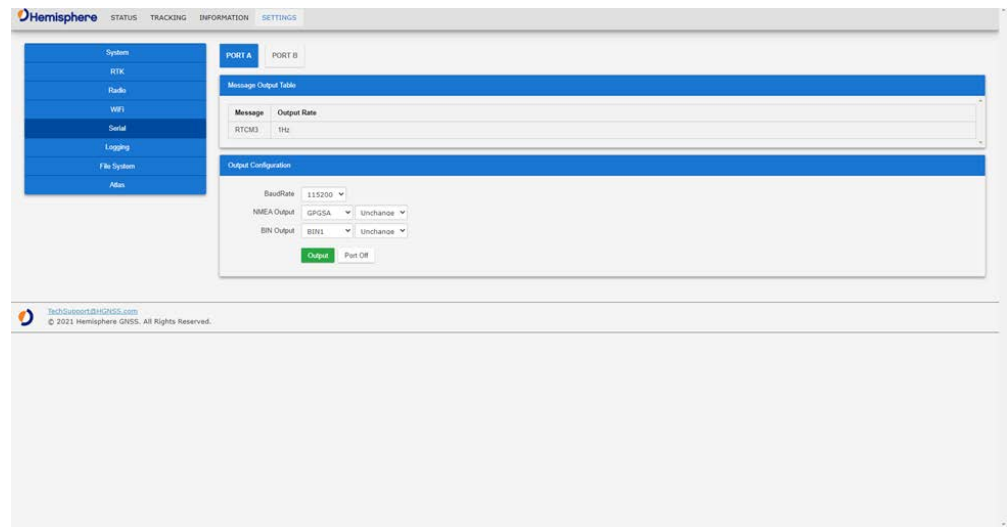 Hemisphere STATUS TRACKING INFORMATION SETTINGS
System
RTK
Radio
WiFi
Serial
Logging
File System
Atlas
PORT A PORT B
Message Output Table
Message Output Rate
RTCM3 1Hz
Output Configuration
BaudRate 115200
NMEA Output GPGSA Unchange
BIN Output BIN1 Unchange
Output Port Off
TechSupport@HGNSS.com
© 2021 Hemisphere GNSS. All Rights Reserved.